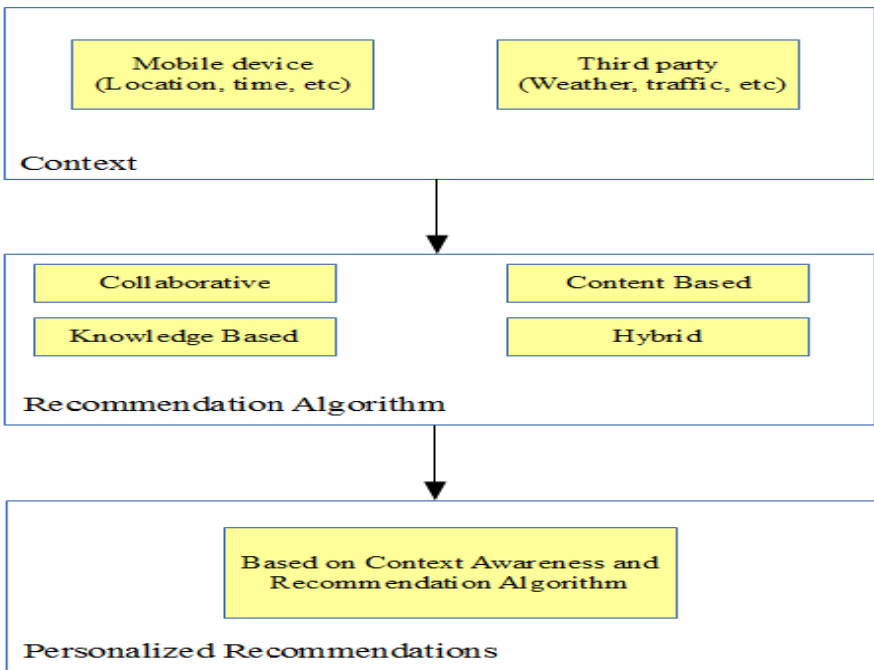 Mobile device
(Location, time, etc)
Third party
(Weather, traffic, etc)
Context
Collaborative
Content Based
Knowledge Based
Hybrid
Recommendation Algorithm
Based on Context Awareness and
Recommendation Algorithm
Personalized Recommendations